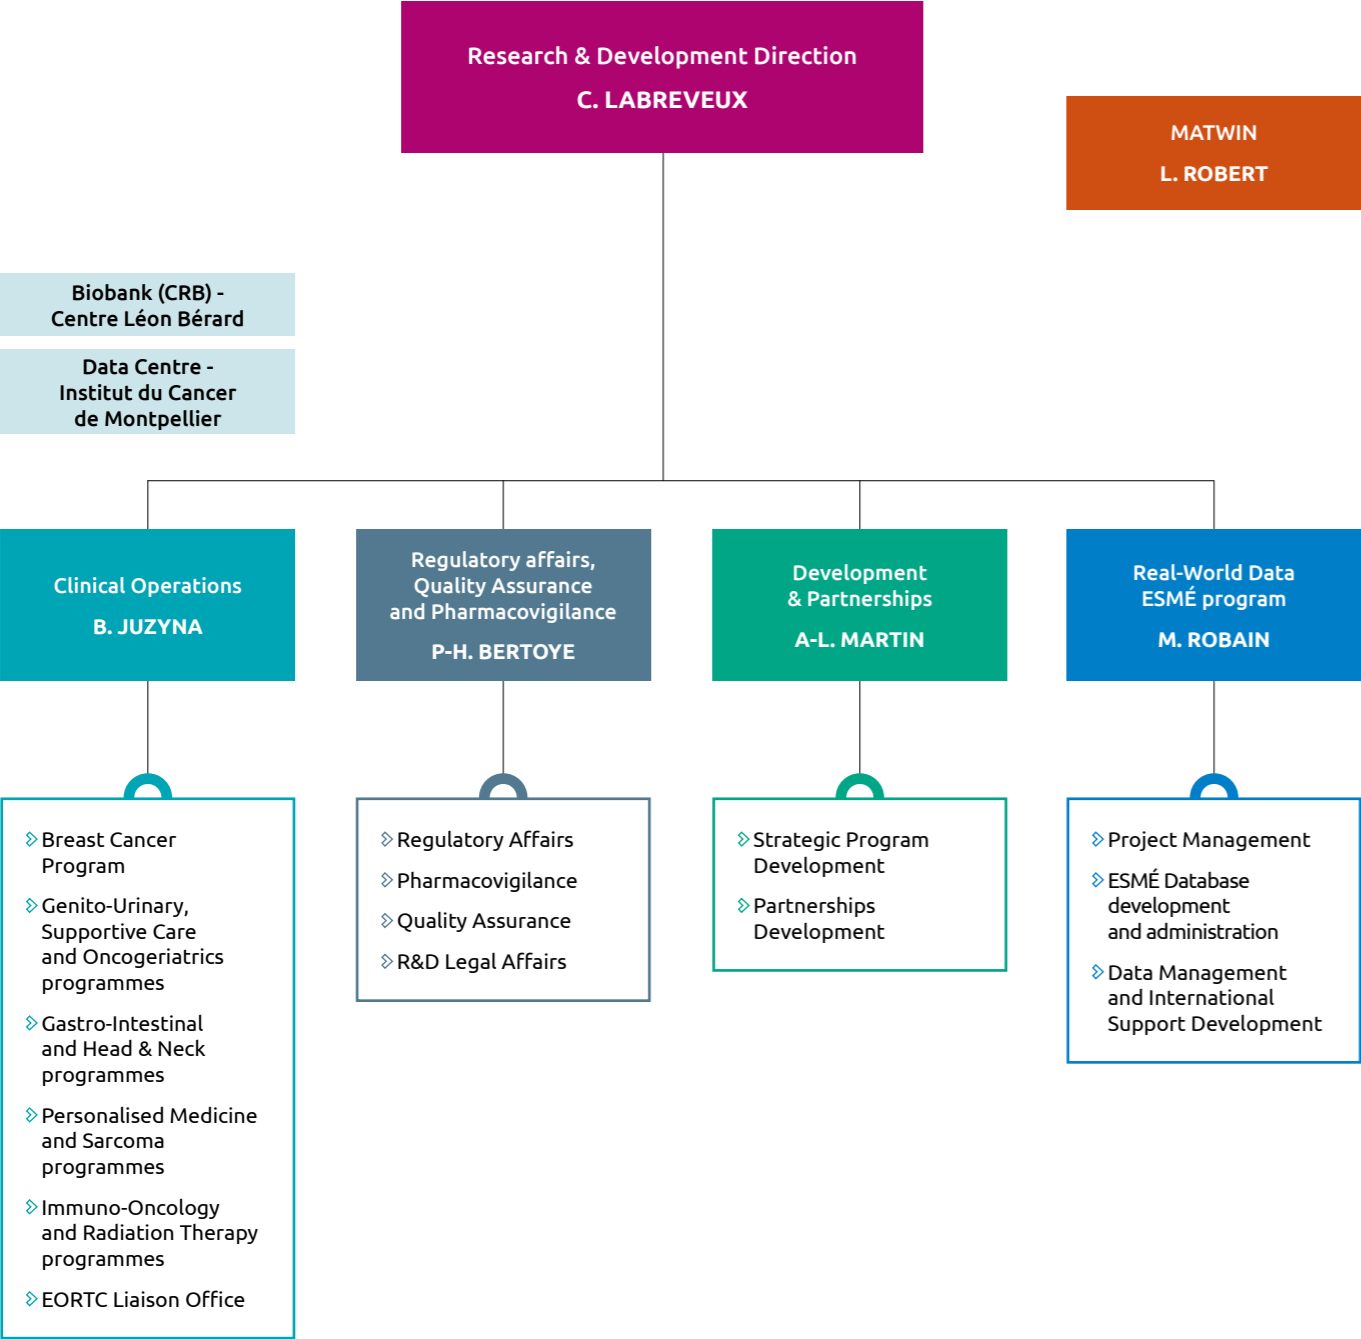 Research & Development Direction
C. LABREVEUX
MATWIN
L. ROBERT
Biobank (CRB) -
Centre Léon Bérard
Data Centre -
Institut du Cancer
de Montpellier
Clinical Operations
B. JUZYNA
Regulatory affairs,
Quality Assurance
and Pharmacovigilance
P-H. BERTOYE
Development
& Partnerships
A-L. MARTIN
Real-World Data
ESMÉ program
M. ROBAIN
Breast Cancer
Program
Genito-Urinary,
Supportive Care
and Oncogeriatrics
programmes
Gastro-Intestinal
and Head & Neck
programmes
Personalised Medicine
and Sarcoma
programmes
Immuno-Oncology
and Radiation Therapy
programmes
EORTC Liaison Office
Regulatory Affairs
Pharmacovigilance
Quality Assurance
R&D Legal Affairs
Strategic Program
Development
Partnerships
Development
Project Management
ESMÉ Database
development
and administration
Data Management
and International
Support Development